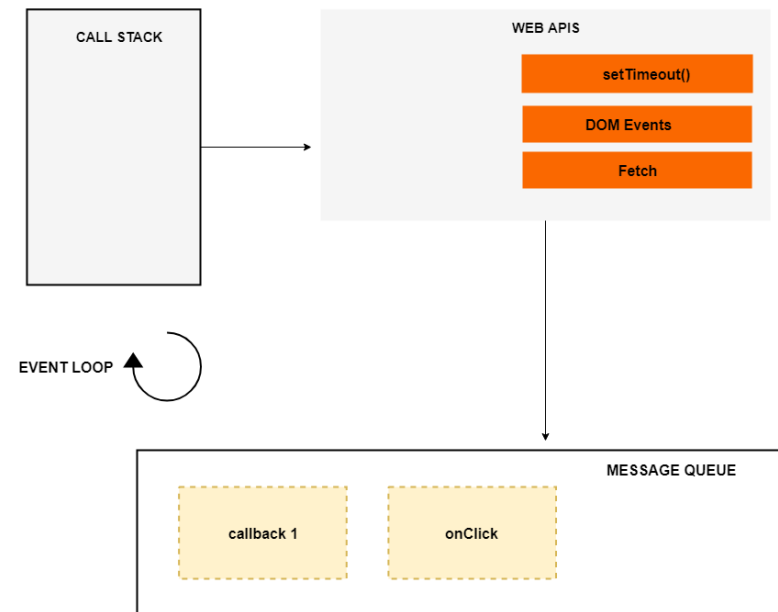 CALL STACK
WEB APIS
setTimeout()
DOM Events
Fetch
EVENT LOOP
MESSAGE QUEUE
callback 1
onClick